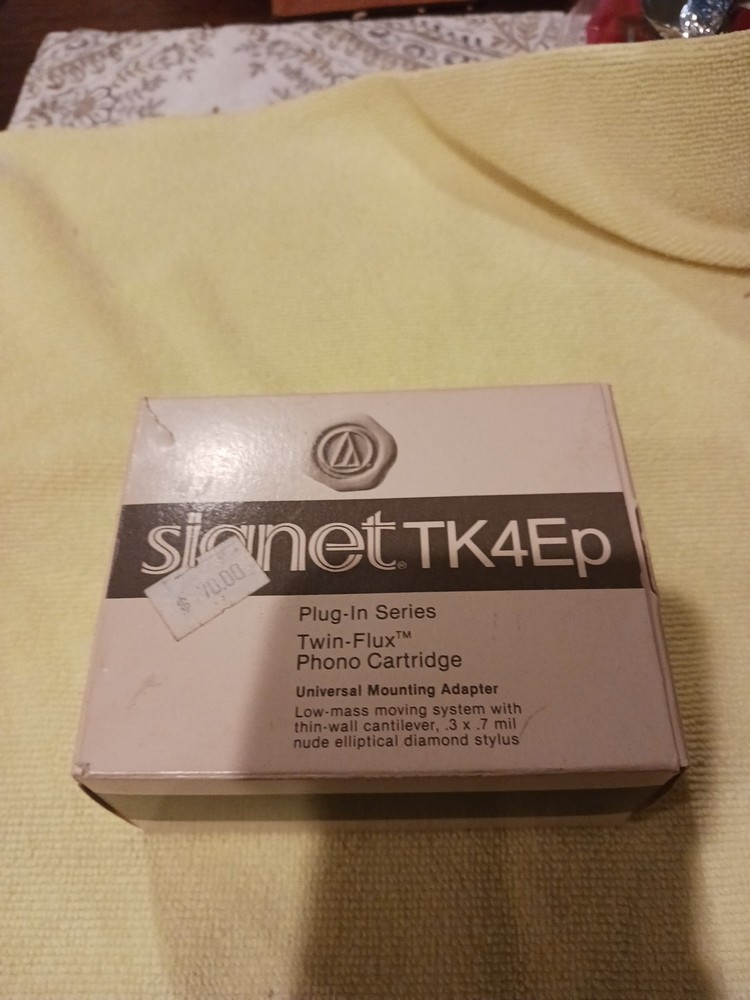 signet® TK4Ep
$ 70.00
Plug-In Series
Twin-Flux™
Phono Cartridge
Universal Mounting Adapter
Low-mass moving system with
thin-wall cantilever, .3 x .7 mil
nude elliptical diamond stylus